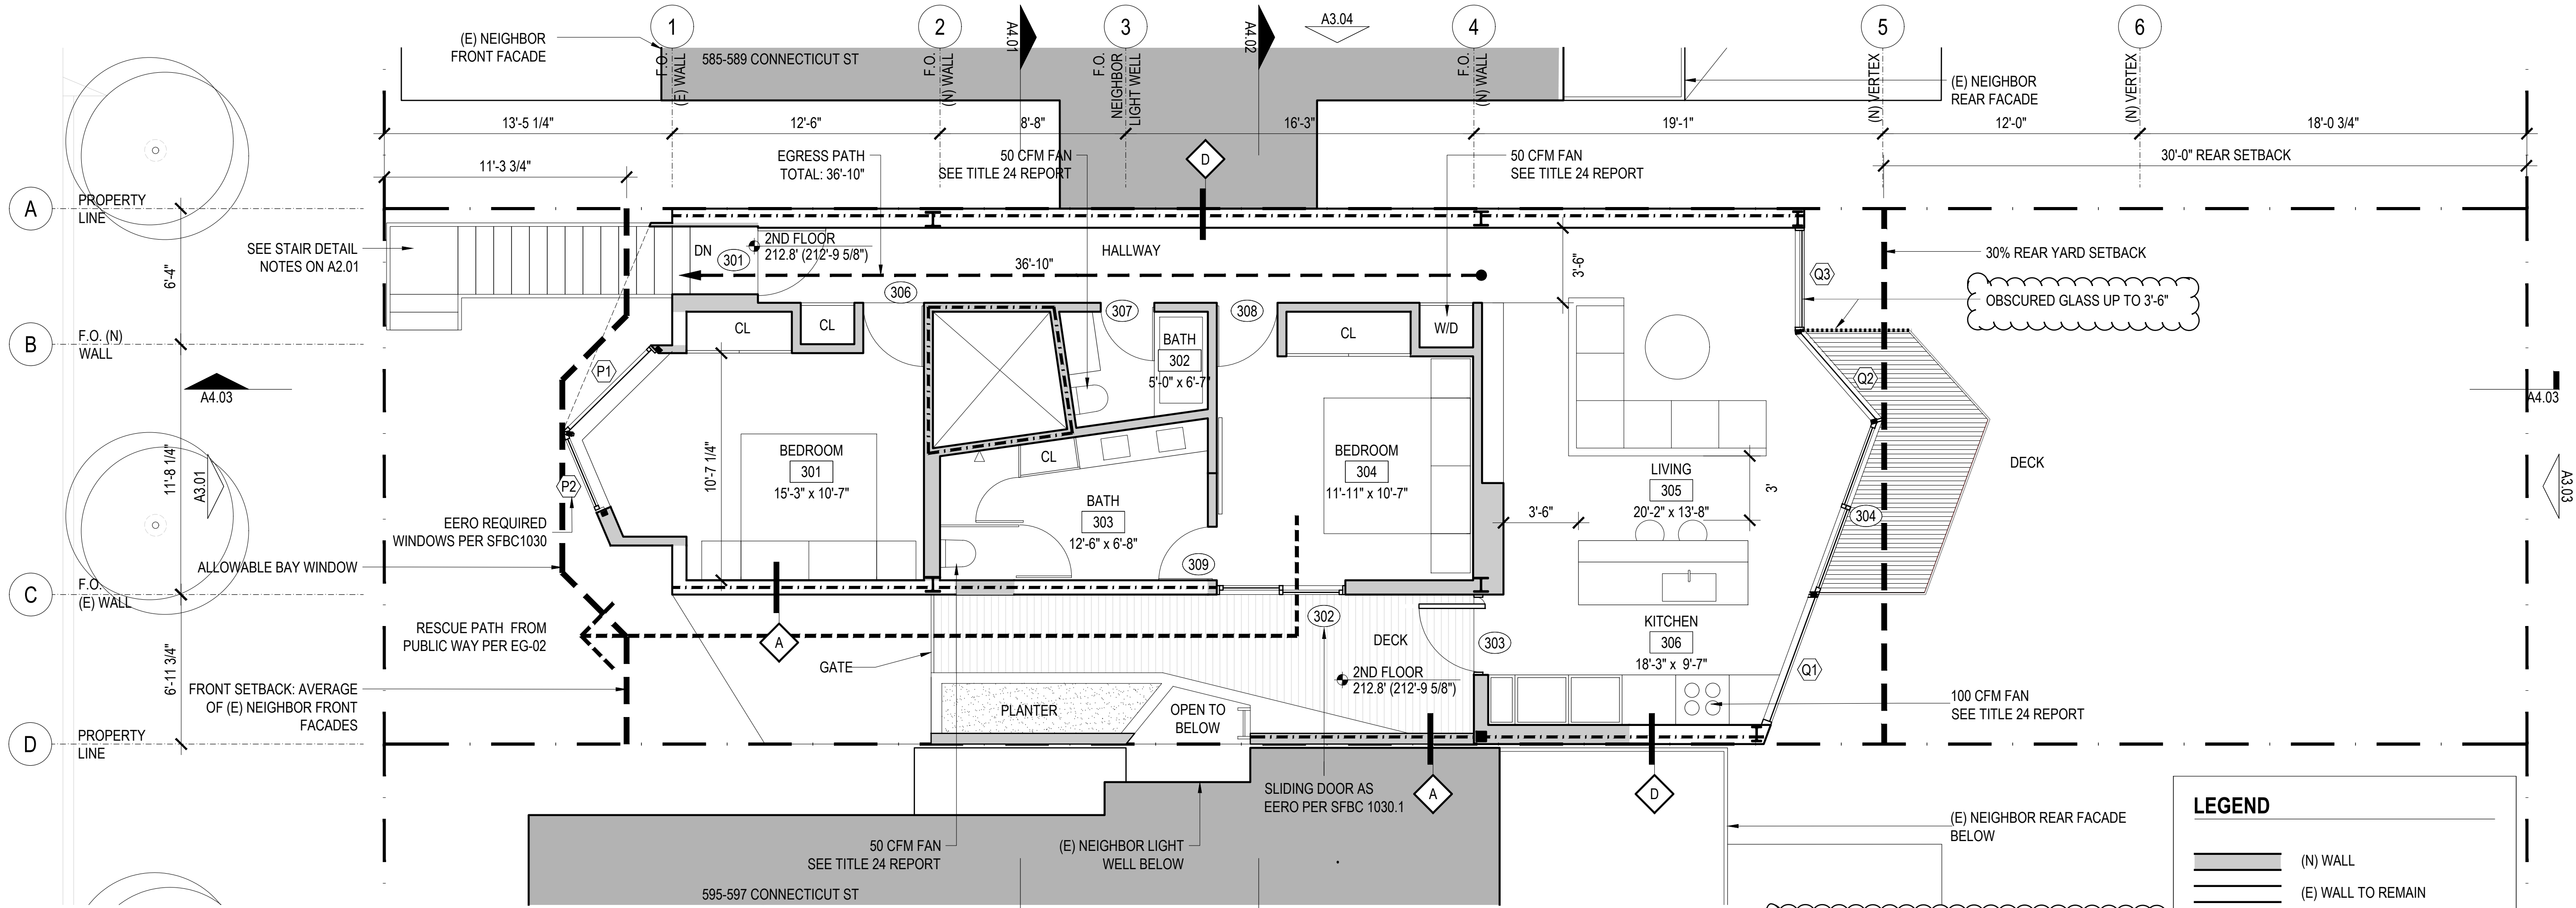 1
2
3
4
5
6
A4.01
A4.02
A3.04
(E) NEIGHBOR
FRONT FACADE
585-589 CONNECTICUT ST
F.O.
(E) WALL
F.O.
(N) WALL
F.O.
NEIGHBOR
LIGHT WELL
F.O.
(N) WALL
(N) VERTEX
(N) VERTEX
(E) NEIGHBOR
REAR FACADE
13'-5 1/4"
12'-6"
8'-8"
16'-3"
19'-1"
12'-0"
18'-0 3/4"
11'-3 3/4"
EGRESS PATH
TOTAL: 36'-10"
50 CFM FAN
SEE TITLE 24 REPORT
D
50 CFM FAN
SEE TITLE 24 REPORT
30'-0" REAR SETBACK
A
PROPERTY
LINE
SEE STAIR DETAIL
NOTES ON A2.01
6'-4"
DN
301
2ND FLOOR
212.8' (212'-9 5/8")
HALLWAY
36'-10"
3'-6"
Q3
30% REAR YARD SETBACK
OBSCURED GLASS UP TO 3'-6"
306
307
308
B
F.O. (N)
WALL
CL
CL
BATH
302
5'-0" x 6'-7"
CL
W/D
P1
Q2
A4.03
A4.03
10'-7 1/4"
BEDROOM
301
15'-3" x 10'-7"
CL
BEDROOM
304
11'-11" x 10'-7"
LIVING
305
20'-2" x 13'-8"
3'
3'-6"
DECK
11'-8 1/4"
A3.01
A3.03
P2
BATH
303
12'-6" x 6'-8"
304
EERO REQUIRED
WINDOWS PER SFBC1030
ALLOWABLE BAY WINDOW
309
C
F.O.
(E) WALL
302
RESCUE PATH FROM
PUBLIC WAY PER EG-02
A
GATE
DECK
303
KITCHEN
306
18'-3" x 9'-7"
Q1
6'-11 3/4"
FRONT SETBACK: AVERAGE
OF (E) NEIGHBOR FRONT
FACADES
2ND FLOOR
212.8' (212'-9 5/8")
PLANTER
OPEN TO
BELOW
100 CFM FAN
SEE TITLE 24 REPORT
D
PROPERTY
LINE
SLIDING DOOR AS
EERO PER SFBC 1030.1
A
D
50 CFM FAN
SEE TITLE 24 REPORT
(E) NEIGHBOR LIGHT
WELL BELOW
(E) NEIGHBOR REAR FACADE
BELOW
595-597 CONNECTICUT ST
LEGEND
(N) WALL
(E) WALL TO REMAIN